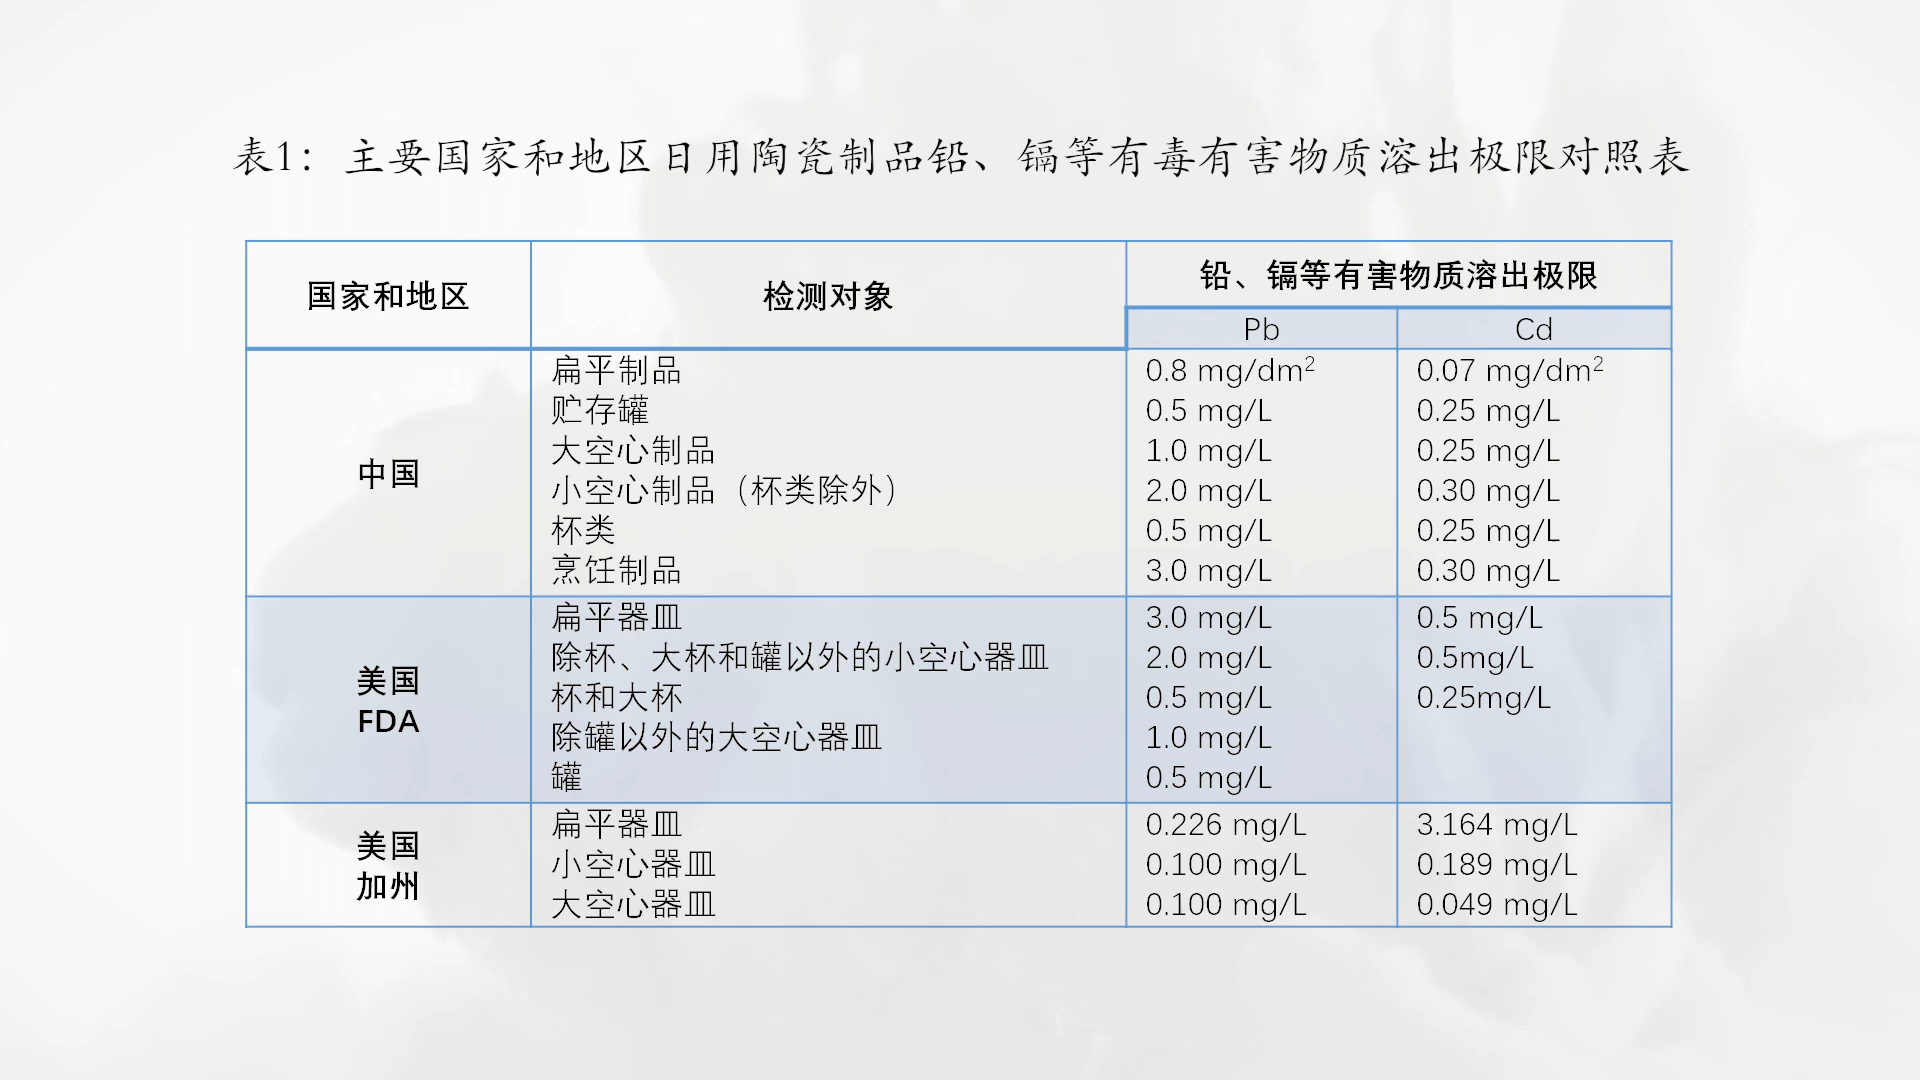 表1：主要国家和地区日用陶瓷制品铅、镉等有毒有害物质溶出极限对照表
国家和地区 检测对象 铅、镉等有害物质溶出极限
Pb Cd
中国
扁平制品 0.8 mg/dm² 0.07 mg/dm²
贮存罐 0.5 mg/L 0.25 mg/L
大空心制品 1.0 mg/L 0.25 mg/L
小空心制品（杯类除外） 2.0 mg/L 0.30 mg/L
杯类 0.5 mg/L 0.25 mg/L
烹饪制品 3.0 mg/L 0.30 mg/L
美国
FDA
扁平器皿 3.0 mg/L 0.5 mg/L
除杯、大杯和罐以外的小空心器皿 2.0 mg/L 0.5mg/L
杯和大杯 0.5 mg/L 0.25mg/L
除罐以外的大空心器皿 1.0 mg/L
罐 0.5 mg/L
美国
加州
扁平器皿 0.226 mg/L 3.164 mg/L
小空心器皿 0.100 mg/L 0.189 mg/L
大空心器皿 0.100 mg/L 0.049 mg/L